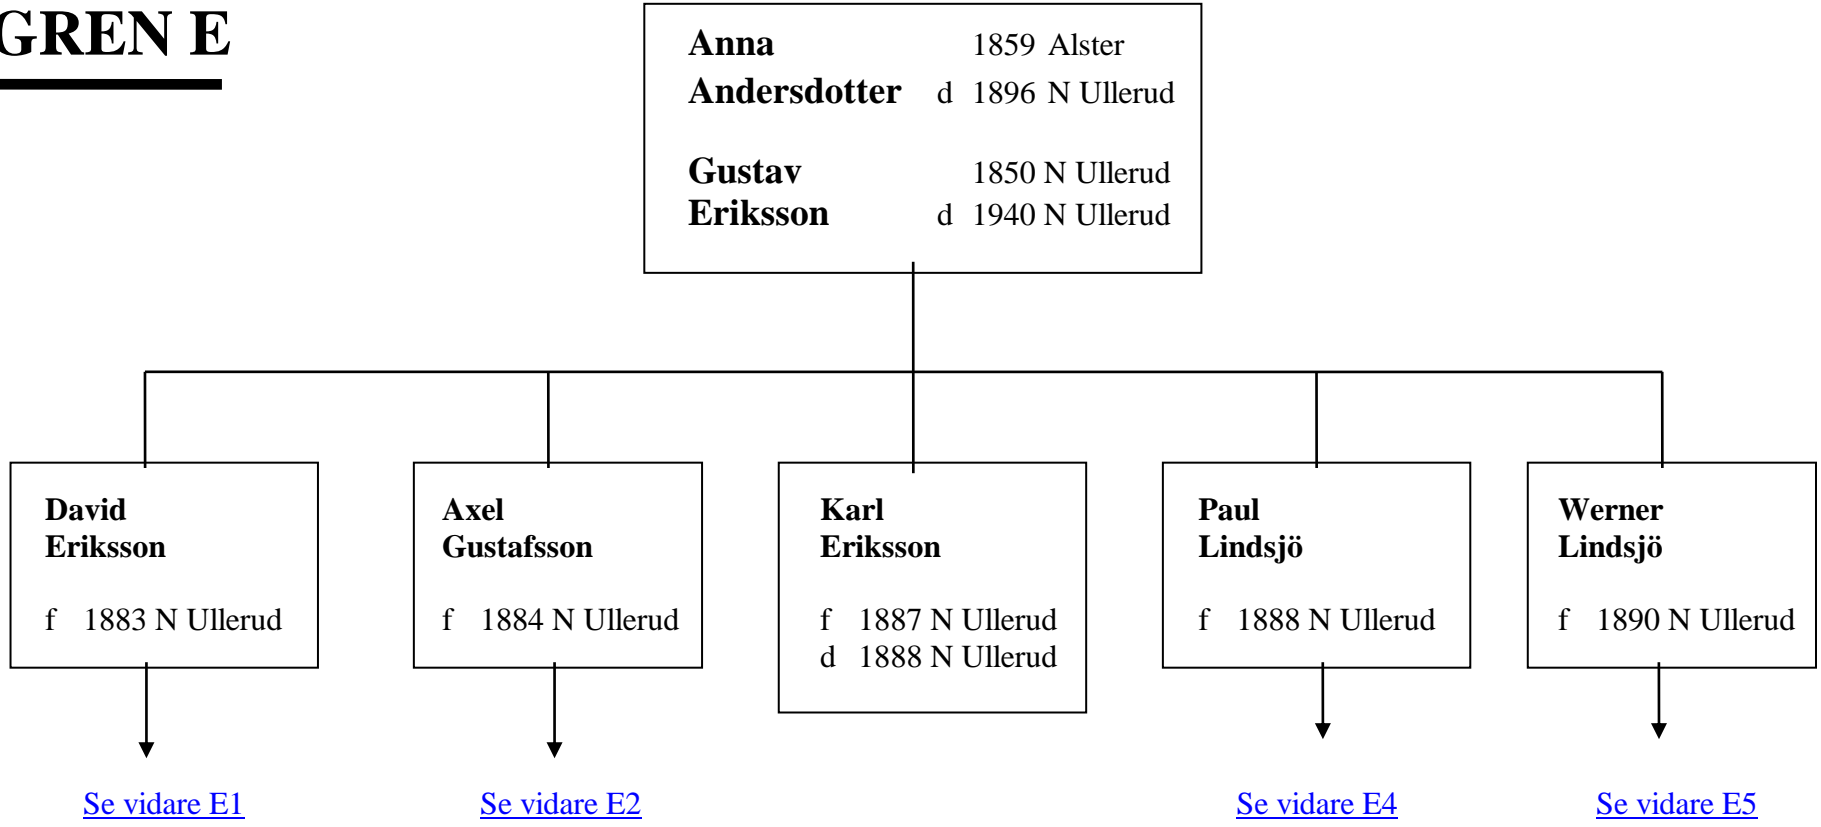 GREN E
Anna 1859 Alster
Andersdotter d 1896 N Ullerud
Gustav 1850 N Ullerud
Eriksson d 1940 N Ullerud
David
Eriksson
f 1883 N Ullerud
Se vidare E1
Axel
Gustafsson
f 1884 N Ullerud
Se vidare E2
Karl
Eriksson
f 1887 N Ullerud
d 1888 N Ullerud
Paul
Lindsjö
f 1888 N Ullerud
Se vidare E4
Werner
Lindsjö
f 1890 N Ullerud
Se vidare E5